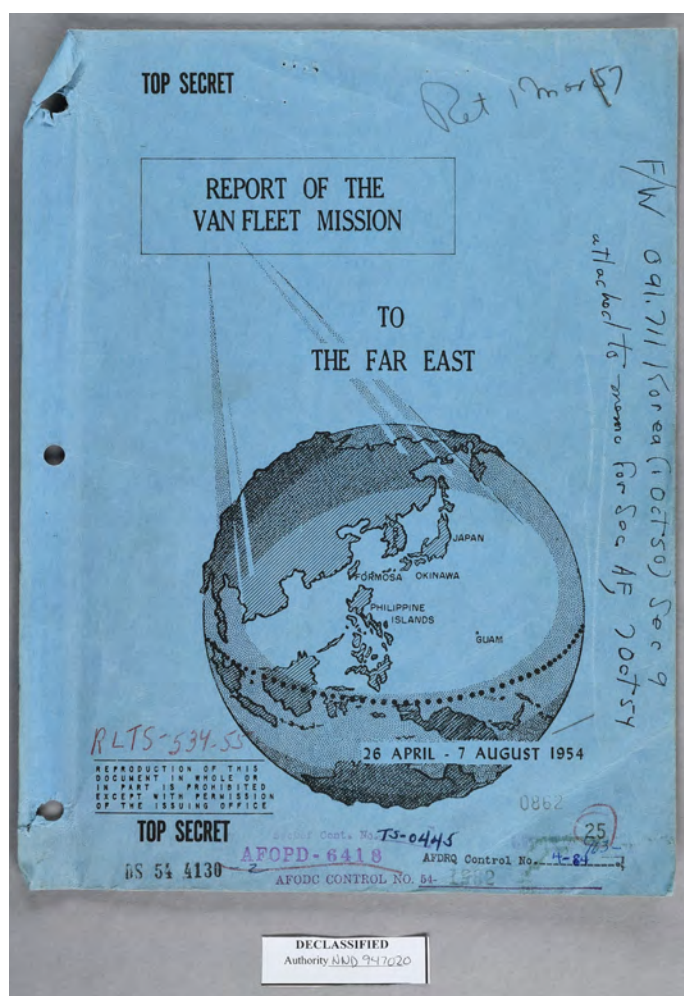 TOP SECRET
Ret 1 Mar 57
REPORT OF THE
VAN FLEET MISSION
TO
THE FAR EAST
F/W 091.711 Korea (1 Oct 50) Sec 9
attached to memo for Sec AF, 7 Oct 54
KOREA
JAPAN
FORMOSA OKINAWA
PHILIPPINE
ISLANDS
GUAM
RLTS-534-55
26 APRIL - 7 AUGUST 1954
REPRODUCTION OF THIS
DOCUMENT IN WHOLE OR
IN PART IS PROHIBITED
EXCEPT WITH PERMISSION
OF THE ISSUING OFFICE
0862
TOP SECRET
Cont. No. TS-0445
25
AFOPD-6418
AFDRQ Control No. 4-84
DS 54 4130-2
AFODC CONTROL NO. 54-
DECLASSIFIED
Authority NND 947020